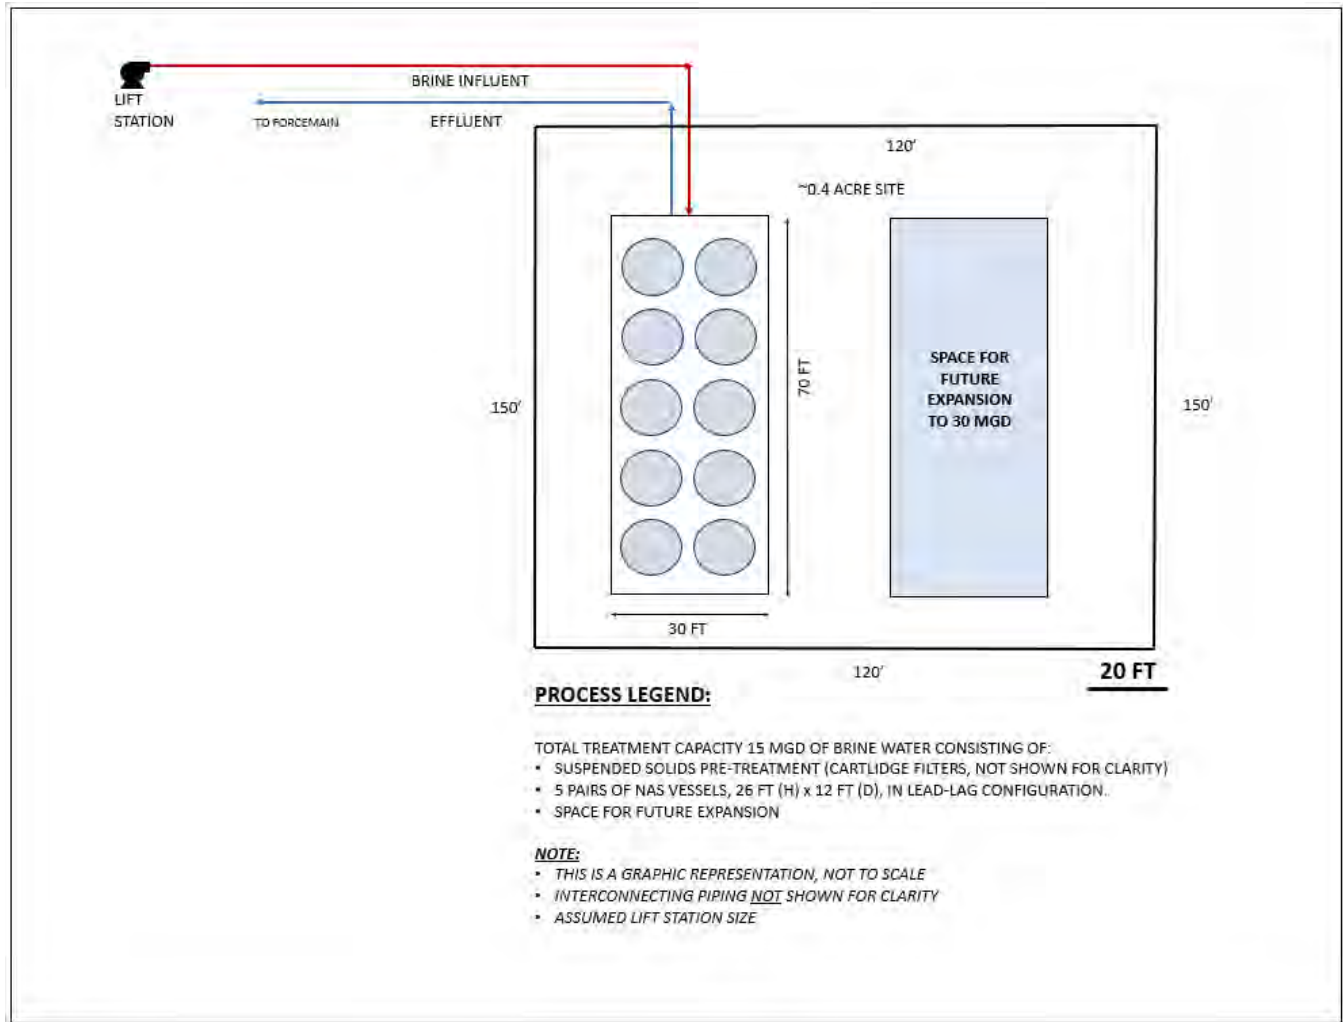 BRINE INFLUENT
LIFT
STATION
TO FORCEMAIN
EFFLUENT
120'
~0.4 ACRE SITE
150'
70 FT
SPACE FOR
FUTURE
EXPANSION
TO 30 MGD
150'
30 FT
120'
20 FT
PROCESS LEGEND:
TOTAL TREATMENT CAPACITY 15 MGD OF BRINE WATER CONSISTING OF:
• SUSPENDED SOLIDS PRE-TREATMENT (CARTLIDGE FILTERS, NOT SHOWN FOR CLARITY)
• 5 PAIRS OF NAS VESSELS, 26 FT (H) x 12 FT (D), IN LEAD-LAG CONFIGURATION.
• SPACE FOR FUTURE EXPANSION
NOTE:
• THIS IS A GRAPHIC REPRESENTATION, NOT TO SCALE
• INTERCONNECTING PIPING NOT SHOWN FOR CLARITY
• ASSUMED LIFT STATION SIZE